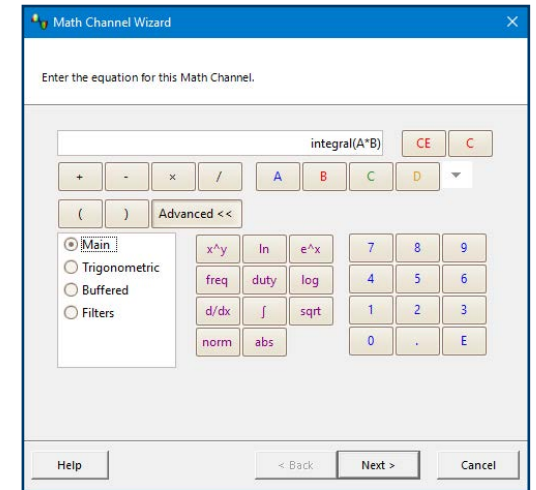 Math Channel Wizard
Enter the equation for this Math Channel.
integral(A*B) CE C
+ - × / A B C D
( ) Advanced <<
Main x^y ln e^x 7 8 9
Trigonometric freq duty log 4 5 6
Buffered d/dx ∫ sqrt 1 2 3
Filters norm abs 0 . E
Help < Back Next > Cancel